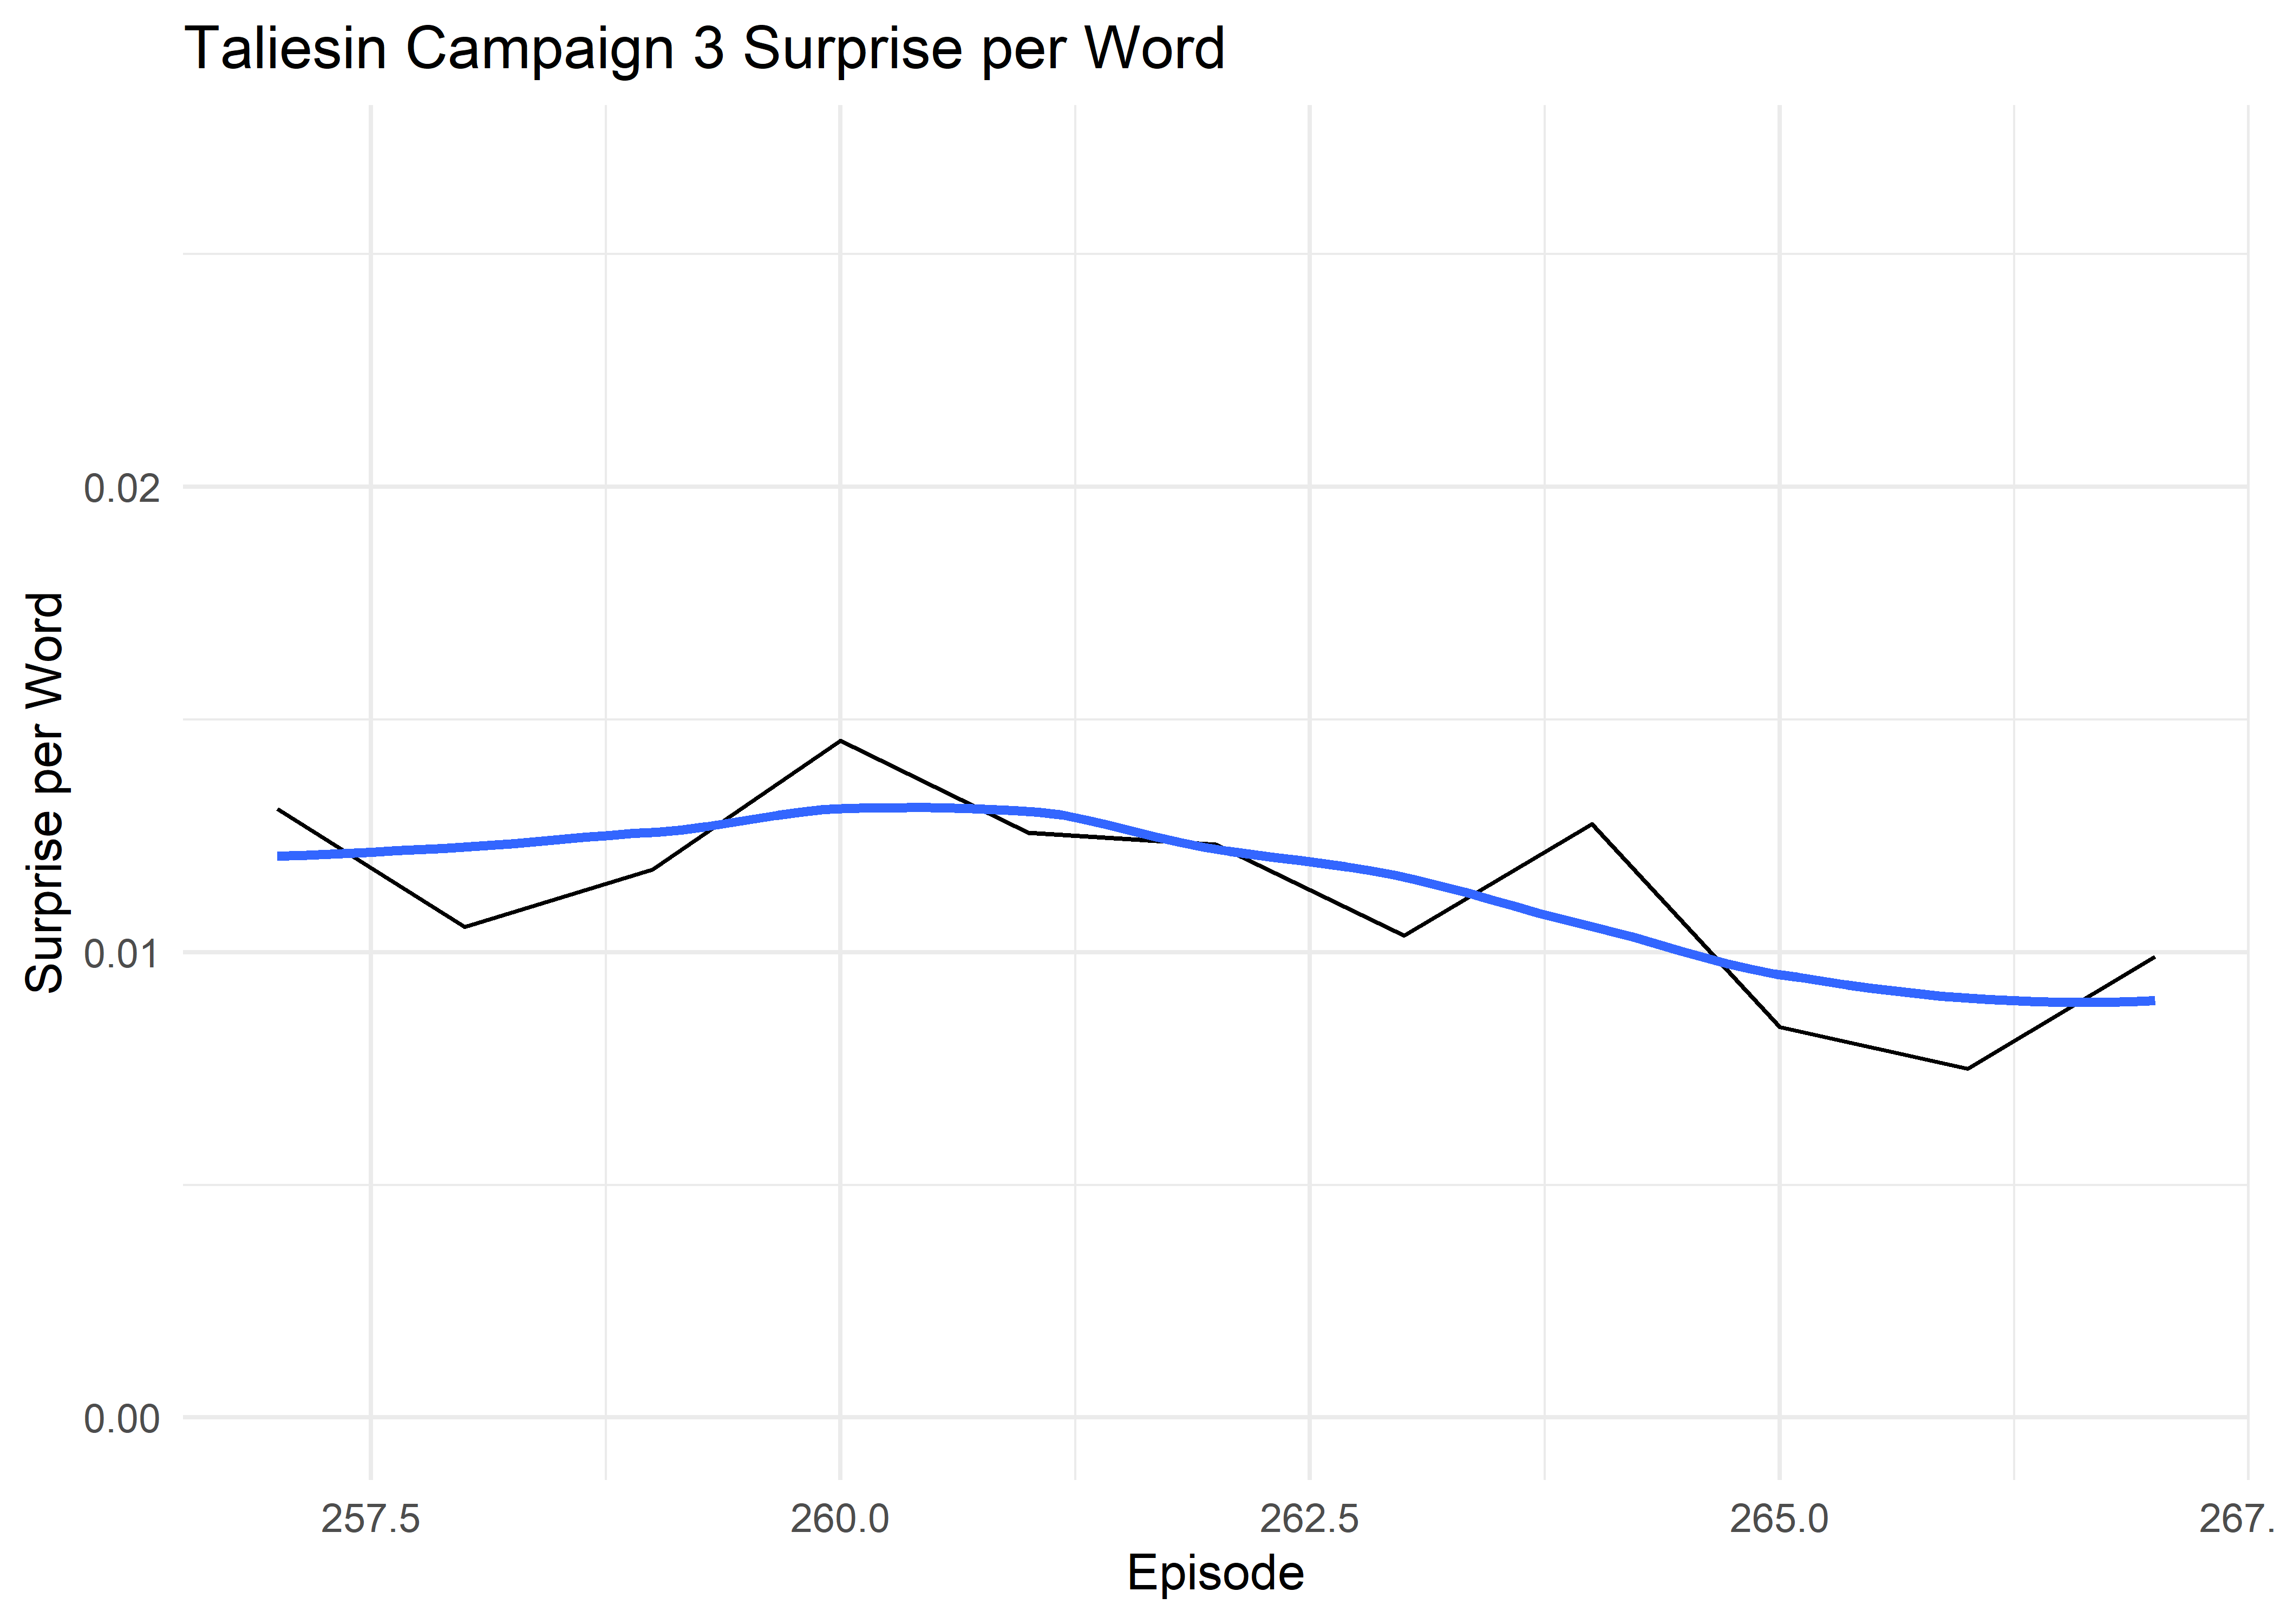 Taliesin Campaign 3 Surprise per Word
Surprise per Word
0.02
0.01
0.00
257.5 260.0 262.5 265.0 267.
Episode